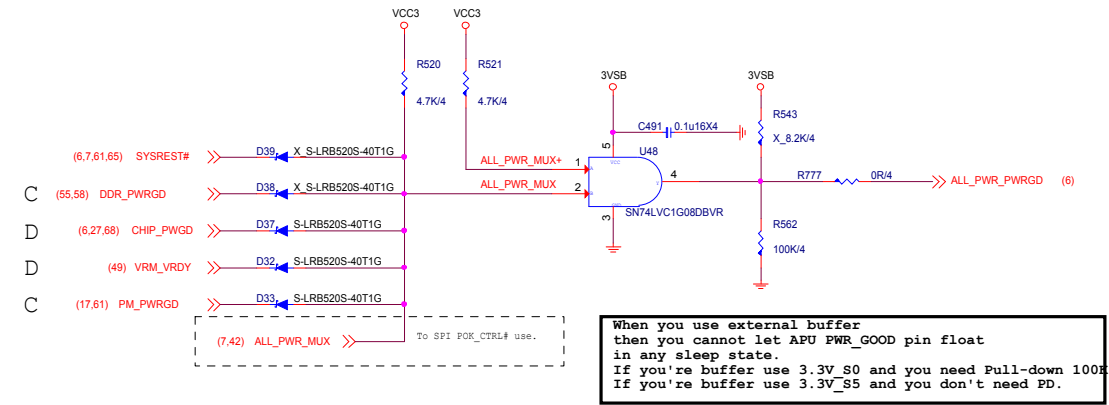 VCC3 VCC3
R520 R521
4.7K/4 4.7K/4
3VSB 3VSB
C491 0.1u16X4
R543
X_8.2K/4
(6,7,61,65) SYSREST# D39 X_S-LRB520S-40T1G
ALL_PWR_MUX+ 1 5 VCC U48
A
C (55,58) DDR_PWRGD D38 X_S-LRB520S-40T1G ALL_PWR_MUX 2 B Y 4 R777 0R/4 ALL_PWR_PWRGD (6)
GND 3
SN74LVC1G08DBVR
D (6,27,68) CHIP_PWGD D37 S-LRB520S-40T1G
R562
100K/4
D (49) VRM_VRDY D32 S-LRB520S-40T1G
C (17,61) PM_PWRGD D33 S-LRB520S-40T1G
(7,42) ALL_PWR_MUX To SPI POK_CTRL# use.
When you use external buffer
then you cannot let APU PWR_GOOD pin float
in any sleep state.
If you're buffer use 3.3V_S0 and you need Pull-down 100K
If you're buffer use 3.3V_S5 and you don't need PD.